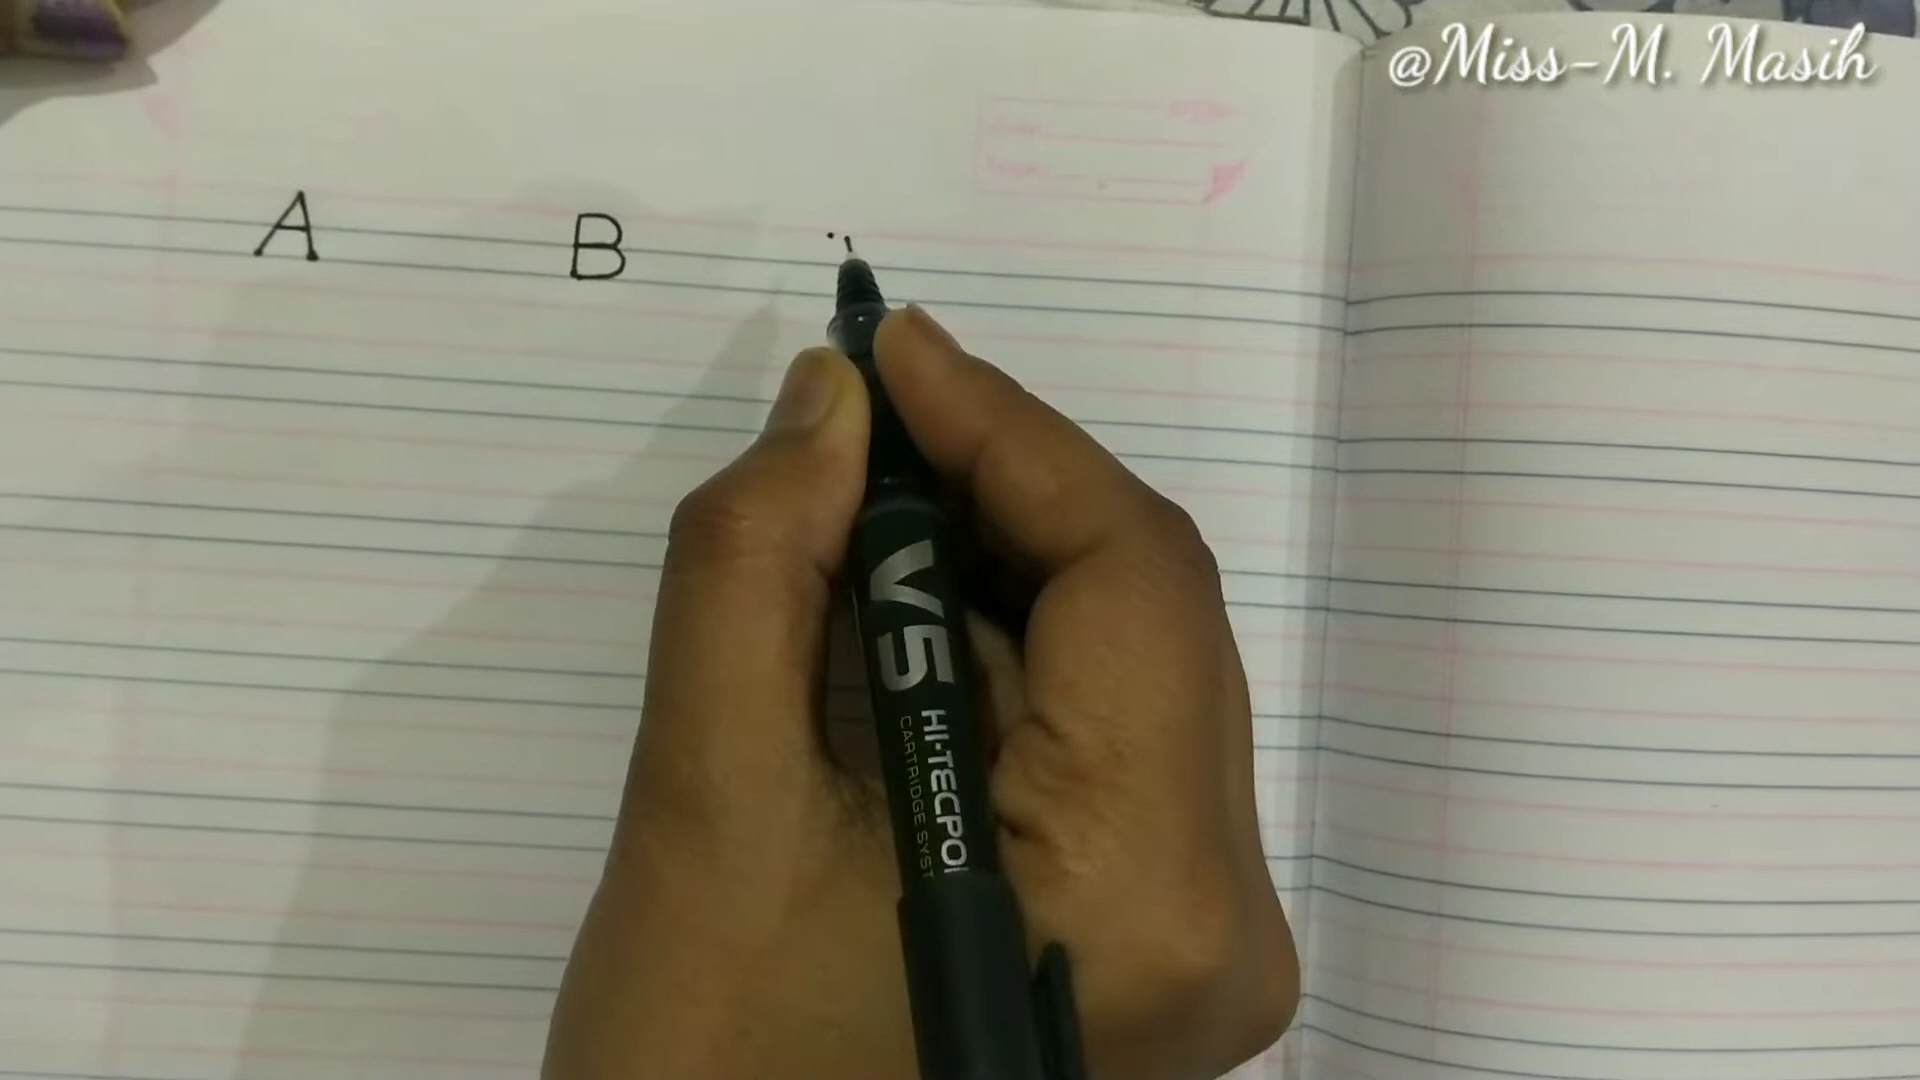 @Miss-M. Masih
A B
V5
HI-TECPOI
CARTRIDGE SYST